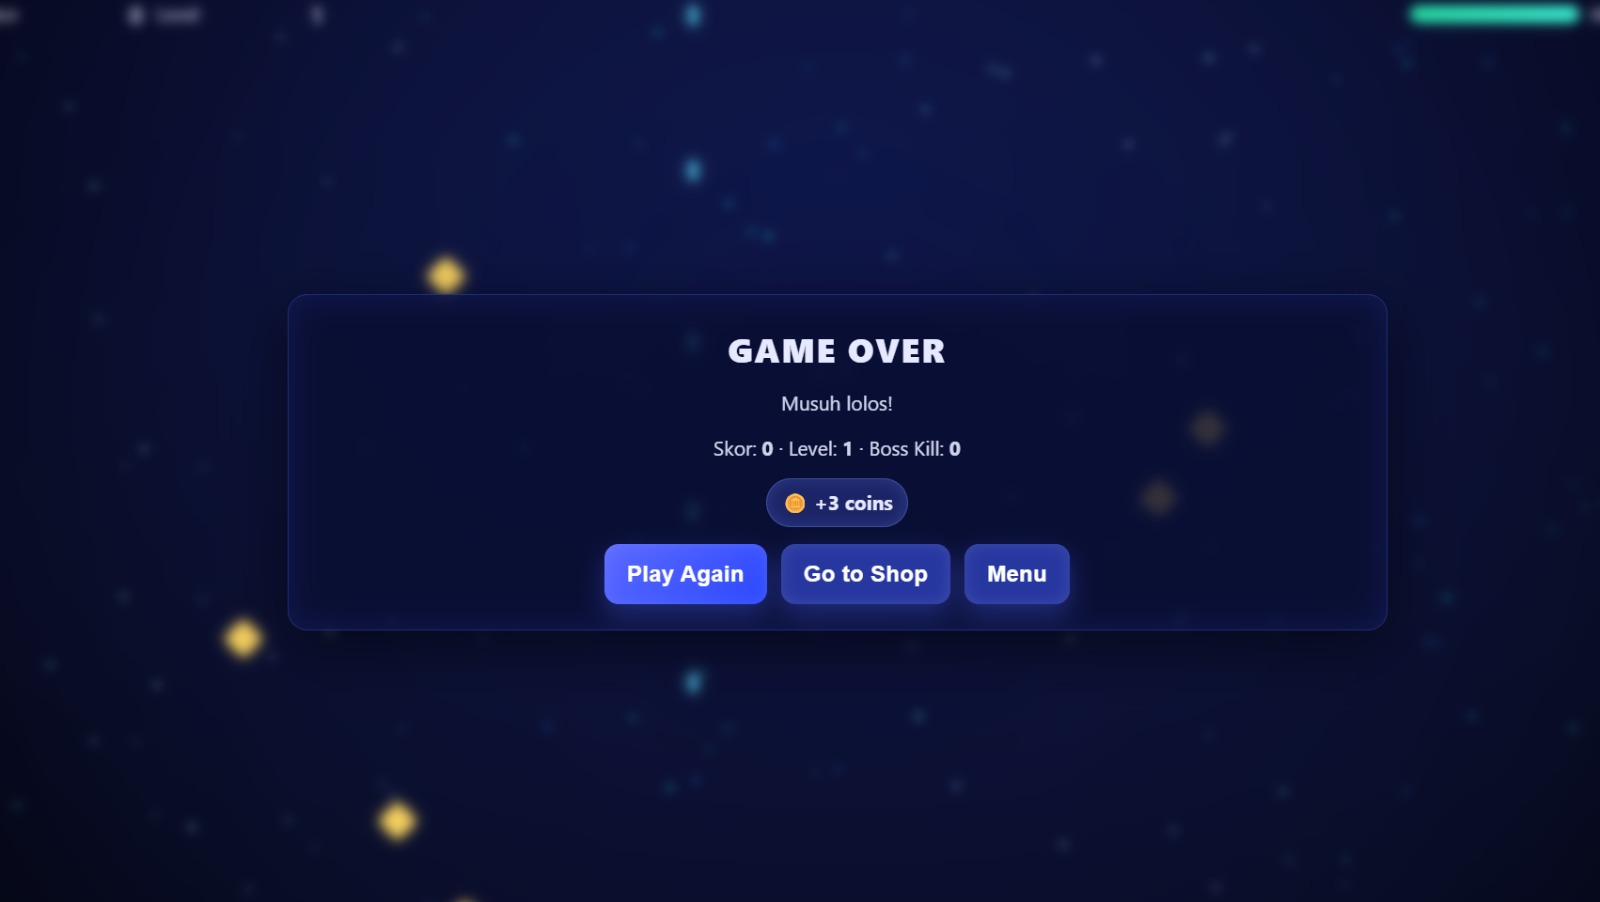 Level
GAME OVER
Musuh lolos!
Skor: 0 · Level: 1 · Boss Kill: 0
+3 coins
Play Again
Go to Shop
Menu